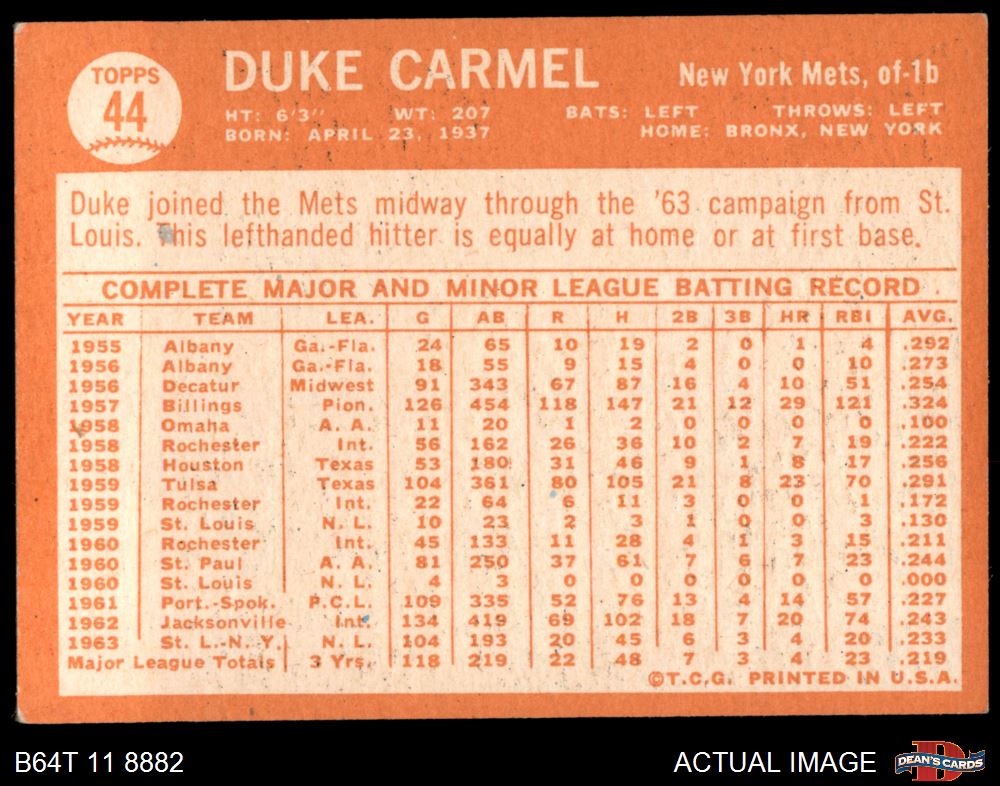 TOPPS
44
DUKE CARMEL
New York Mets, of-1b
HT: 6'3" WT: 207 BATS: LEFT THROWS: LEFT
BORN: APRIL 23, 1937 HOME: BRONX, NEW YORK
Duke joined the Mets midway through the '63 campaign from St.
Louis. This lefthanded hitter is equally at home or at first base.
COMPLETE MAJOR AND MINOR LEAGUE BATTING RECORD
YEAR TEAM LEA. G AB R H 2B 3B HR RBI AVG.
1955 Albany Ga.-Fla. 24 65 10 19 2 0 1 4 .292
1956 Albany Ga.-Fla. 18 55 9 15 4 0 0 10 .273
1956 Decatur Midwest 91 343 67 87 16 4 10 51 .254
1957 Billings Pion. 126 454 118 147 21 12 29 121 .324
1958 Omaha A. A. 11 20 1 2 0 0 0 0 .100
1958 Rochester Int. 56 162 26 36 10 2 7 19 .222
1958 Houston Texas 53 180 31 46 9 1 8 17 .256
1959 Tulsa Texas 104 361 80 105 21 8 23 70 .291
1959 Rochester Int. 22 64 6 11 3 0 0 1 .172
1959 St. Louis N. L. 10 23 2 3 1 0 0 3 .130
1960 Rochester Int. 45 133 11 28 4 1 3 15 .211
1960 St. Paul A. A. 81 250 37 61 7 6 7 23 .244
1960 St. Louis N. L. 4 3 0 0 0 0 0 0 .000
1961 Port.-Spok. P.C.L. 109 335 52 76 13 4 14 57 .227
1962 Jacksonville Int. 134 419 69 102 18 7 20 74 .243
1963 St. L.-N.Y. N. L. 104 193 20 45 6 3 4 20 .233
Major League Totals 3 Yrs. 118 219 22 48 7 3 4 23 .219
©T.C.G. PRINTED IN U.S.A.
B64T 11 8882
ACTUAL IMAGE
D
DEAN'S CARDS